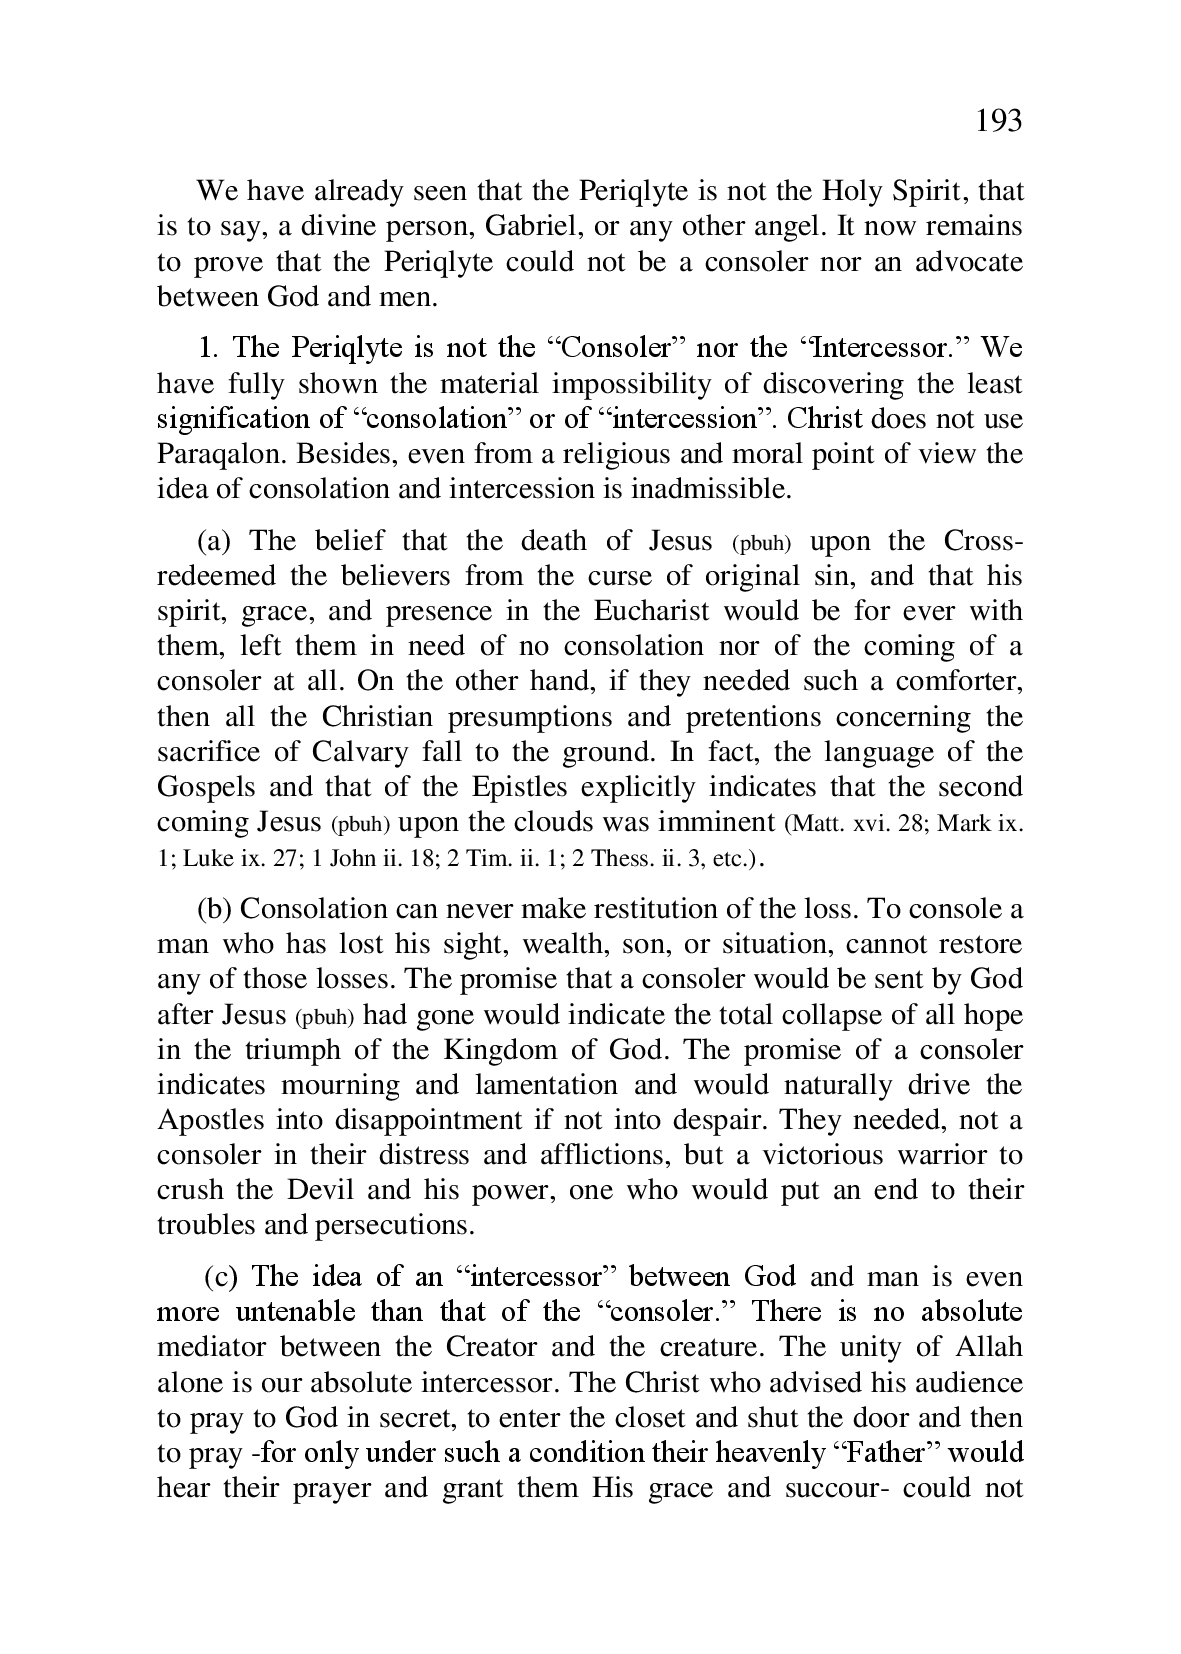 193
We have already seen that the Periqlyte is not the Holy Spirit, that
is to say, a divine person, Gabriel, or any other angel. It now remains
to prove that the Periqlyte could not be a consoler nor an advocate
between God and men.
1. The Periqlyte is not the “Consoler” nor the “Intercessor.” We
have fully shown the material impossibility of discovering the least
signification of “consolation” or of “intercession”. Christ does not use
Paraqalon. Besides, even from a religious and moral point of view the
idea of consolation and intercession is inadmissible.
(a) The belief that the death of Jesus (pbuh) upon the Cross-
redeemed the believers from the curse of original sin, and that his
spirit, grace, and presence in the Eucharist would be for ever with
them, left them in need of no consolation nor of the coming of a
consoler at all. On the other hand, if they needed such a comforter,
then all the Christian presumptions and pretentions concerning the
sacrifice of Calvary fall to the ground. In fact, the language of the
Gospels and that of the Epistles explicitly indicates that the second
coming Jesus (pbuh) upon the clouds was imminent (Matt. xvi. 28; Mark ix.
1; Luke ix. 27; 1 John ii. 18; 2 Tim. ii. 1; 2 Thess. ii. 3, etc.).
(b) Consolation can never make restitution of the loss. To console a
man who has lost his sight, wealth, son, or situation, cannot restore
any of those losses. The promise that a consoler would be sent by God
after Jesus (pbuh) had gone would indicate the total collapse of all hope
in the triumph of the Kingdom of God. The promise of a consoler
indicates mourning and lamentation and would naturally drive the
Apostles into disappointment if not into despair. They needed, not a
consoler in their distress and afflictions, but a victorious warrior to
crush the Devil and his power, one who would put an end to their
troubles and persecutions.
(c) The idea of an “intercessor” between God and man is even
more untenable than that of the “consoler.” There is no absolute
mediator between the Creator and the creature. The unity of Allah
alone is our absolute intercessor. The Christ who advised his audience
to pray to God in secret, to enter the closet and shut the door and then
to pray -for only under such a condition their heavenly “Father” would
hear their prayer and grant them His grace and succour- could not